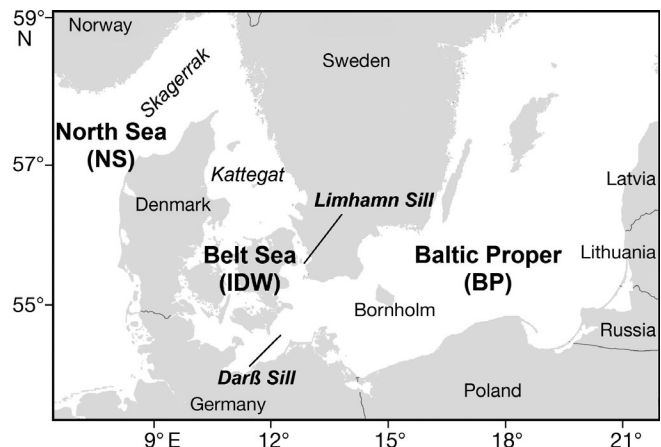 59°
N
Norway
Sweden
Skagerrak
North Sea
(NS)
57°
Kattegat
Latvia
Denmark
Limhamn Sill
Belt Sea
(IDW)
Baltic Proper
(BP)
Lithuania
55°
Bornholm
Russia
Darß Sill
Germany
Poland
9° E
12°
15°
18°
21°